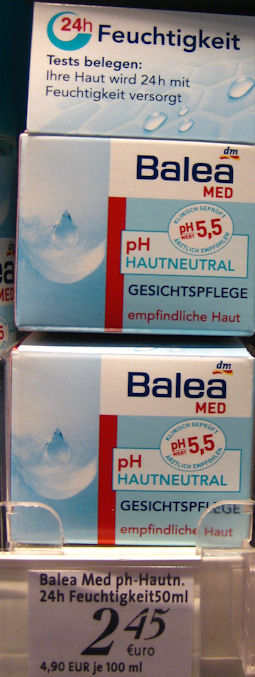 24h Feuchtigkeit
Tests belegen:
Ihre Haut wird 24h mit
Feuchtigkeit versorgt
dm
Balea
MED
KLINISCH GEPRÜFT
pH 5,5
WERT
ÄRZTLICH EMPFOHLEN
pH
HAUTNEUTRAL
GESICHTSPFLEGE
empfindliche Haut
dm
Balea
MED
KLINISCH GEPRÜFT
pH 5,5
WERT
ÄRZTLICH EMPFOHLEN
pH
HAUTNEUTRAL
GESICHTSPFLEGE
empfindliche Haut
Balea Med ph-Hautn.
24h Feuchtigkeit50ml
2 45
€uro
4,90 EUR je 100 ml